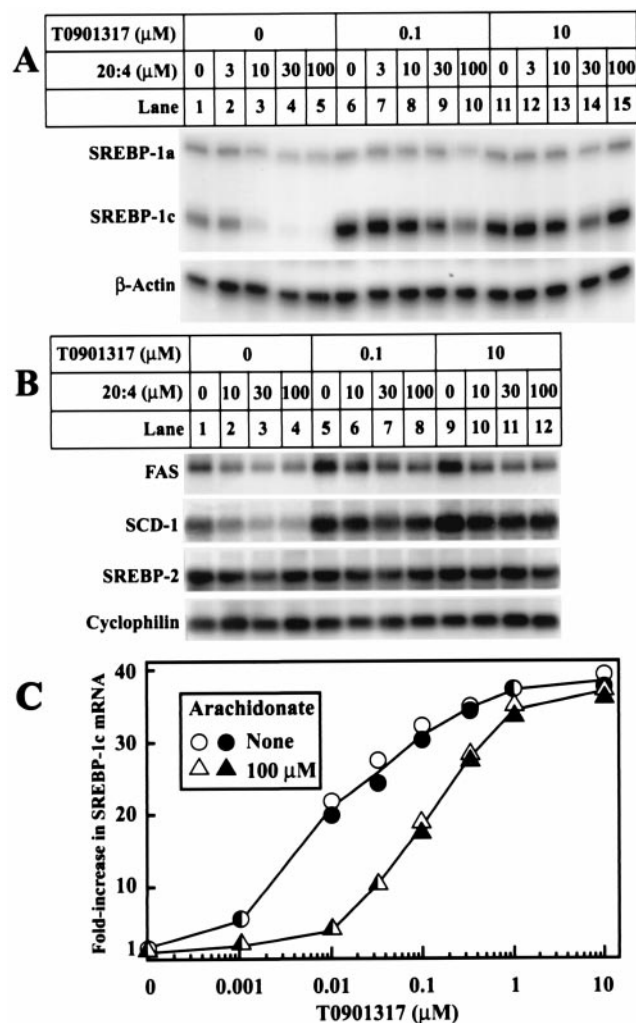 A
T0901317 (μM) 0 0.1 10
20:4 (μM) 0 3 10 30 100 0 3 10 30 100 0 3 10 30 100
Lane 1 2 3 4 5 6 7 8 9 10 11 12 13 14 15
SREBP-1a
SREBP-1c
β-Actin
B
T0901317 (μM) 0 0.1 10
20:4 (μM) 0 10 30 100 0 10 30 100 0 10 30 100
Lane 1 2 3 4 5 6 7 8 9 10 11 12
FAS
SCD-1
SREBP-2
Cyclophilin
C
Fold-increase in SREBP-1c mRNA
40
30
20
10
1
Arachidonate
None
100 μM
0 0.001 0.01 0.1 1 10
T0901317 (μM)